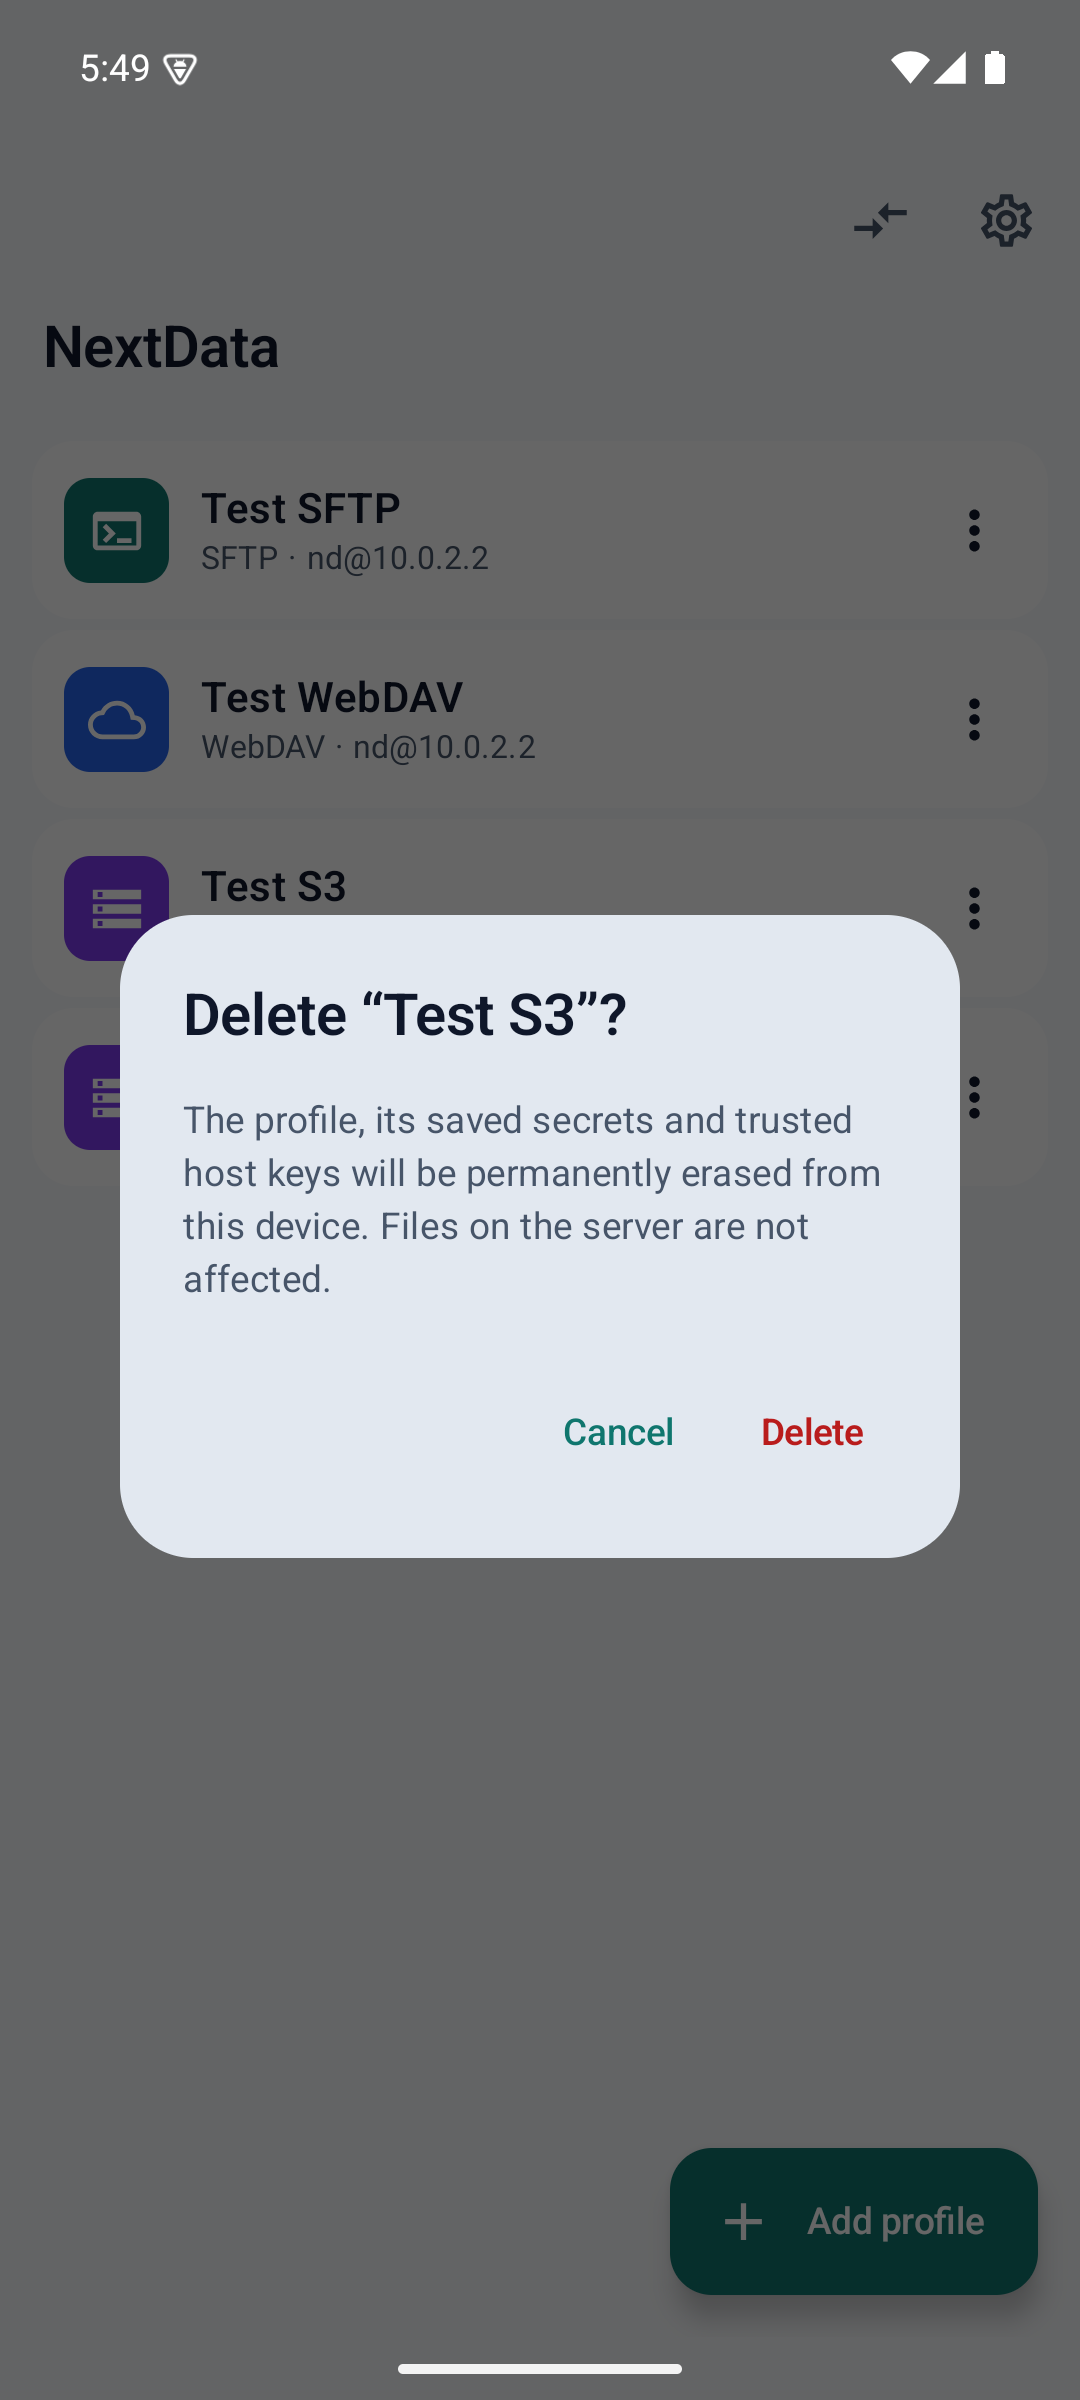 5:49
NextData
Test SFTP
SFTP · nd@10.0.2.2
Test WebDAV
WebDAV · nd@10.0.2.2
Test S3
Delete “Test S3”?
The profile, its saved secrets and trusted
host keys will be permanently erased from
this device. Files on the server are not
affected.
Cancel
Delete
Add profile